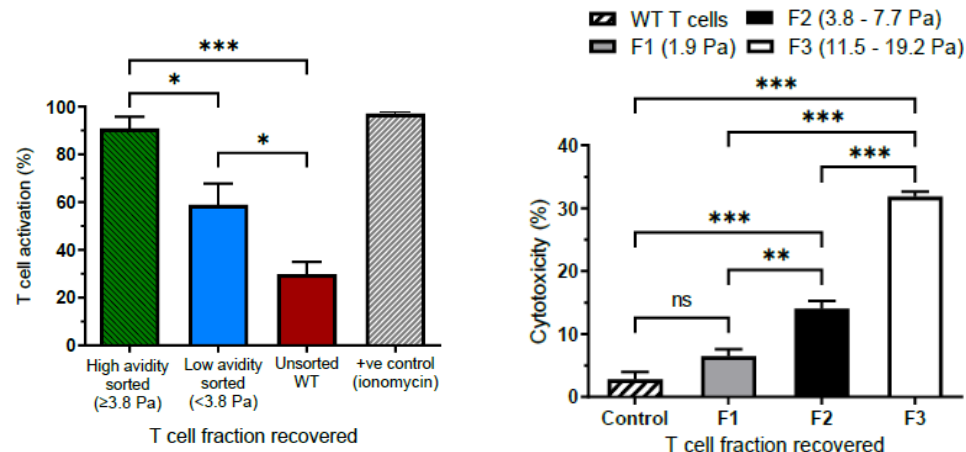 ***
*
*
100
80
60
40
20
0
T cell activation (%)
High avidity
sorted
(≥3.8 Pa)
Low avidity
sorted
(<3.8 Pa)
Unsorted
WT
+ve control
(ionomycin)
T cell fraction recovered
WT T cells
F2 (3.8 - 7.7 Pa)
F1 (1.9 Pa)
F3 (11.5 - 19.2 Pa)
***
***
***
***
**
ns
40
30
20
10
0
Cytotoxicity (%)
Control F1 F2 F3
T cell fraction recovered